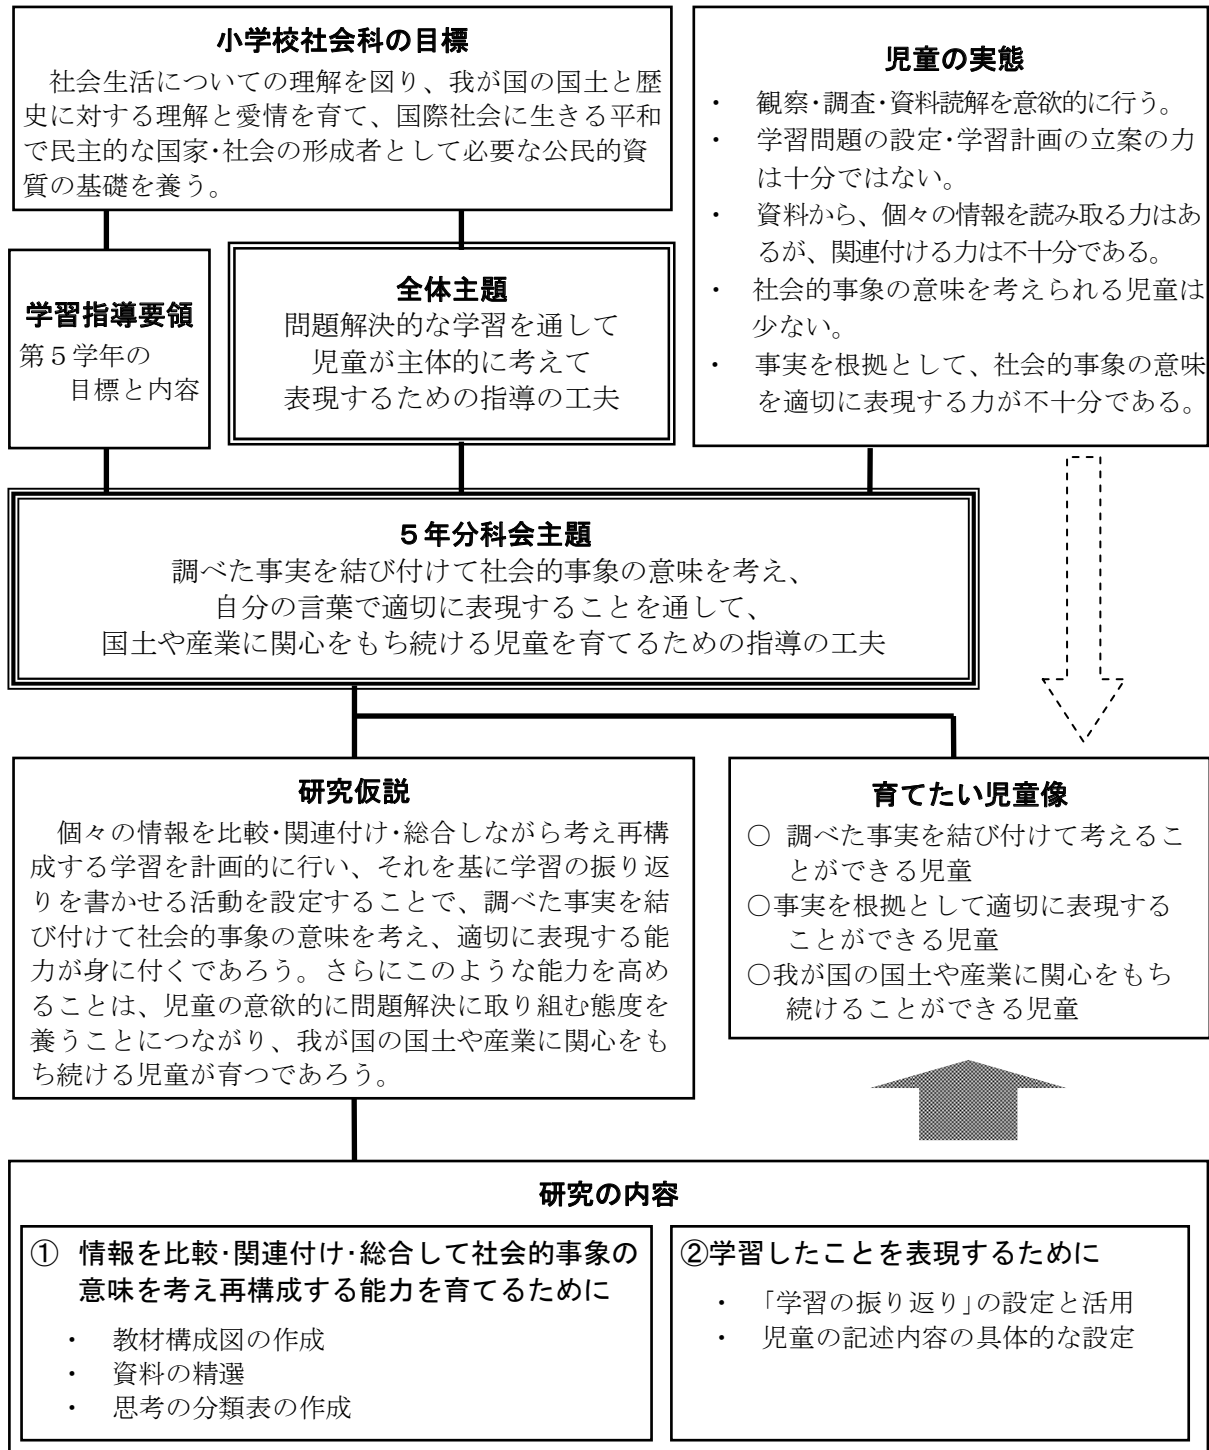 小学校社会科の目標
社会生活についての理解を図り、我が国の国土と歴
史に対する理解と愛情を育て、国際社会に生きる平和
で民主的な国家・社会の形成者として必要な公民的資
質の基礎を養う。
児童の実態
・ 観察・調査・資料読解を意欲的に行う。
・ 学習問題の設定・学習計画の立案の力
は十分ではない。
・ 資料から、個々の情報を読み取る力はあ
るが、関連付ける力は不十分である。
・ 社会的事象の意味を考えられる児童は
少ない。
・ 事実を根拠として、社会的事象の意味
を適切に表現する力が不十分である。
学習指導要領
第5学年の
目標と内容
全体主題
問題解決的な学習を通して
児童が主体的に考えて
表現するための指導の工夫
5年分科会主題
調べた事実を結び付けて社会的事象の意味を考え、
自分の言葉で適切に表現することを通して、
国土や産業に関心をもち続ける児童を育てるための指導の工夫
研究仮説
個々の情報を比較・関連付け・総合しながら考え再構
成する学習を計画的に行い、それを基に学習の振り返
りを書かせる活動を設定することで、調べた事実を結
び付けて社会的事象の意味を考え、適切に表現する能
力が身に付くであろう。さらにこのような能力を高め
ることは、児童の意欲的に問題解決に取り組む態度を
養うことにつながり、我が国の国土や産業に関心をも
ち続ける児童が育つであろう。
育てたい児童像
○ 調べた事実を結び付けて考えるこ
とができる児童
○事実を根拠として適切に表現する
ことができる児童
○我が国の国土や産業に関心をもち
続けることができる児童
研究の内容
① 情報を比較・関連付け・総合して社会的事象の
意味を考え再構成する能力を育てるために
・ 教材構成図の作成
・ 資料の精選
・ 思考の分類表の作成
②学習したことを表現するために
・ 「学習の振り返り」の設定と活用
・ 児童の記述内容の具体的な設定